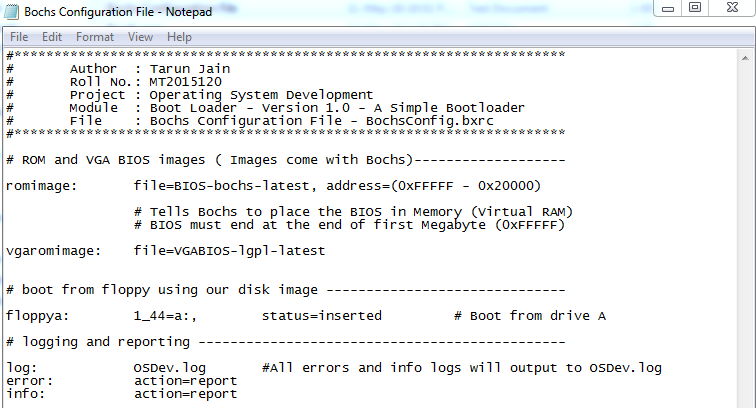 Bochs Configuration File - Notepad
File Edit Format View Help
#*********************************************************************
# Author : Tarun Jain
# Roll No.: MT2015120
# Project : Operating System Development
# Module : Boot Loader - Version 1.0 - A Simple Bootloader
# File : Bochs Configuration File - BochsConfig.bxrc
#*********************************************************************
# ROM and VGA BIOS images ( Images come with Bochs)-------------------
romimage: file=BIOS-bochs-latest, address=(0xFFFFF - 0x20000)
# Tells Bochs to place the BIOS in Memory (Virtual RAM)
# BIOS must end at the end of first Megabyte (0xFFFFF)
vgaromimage: file=VGABIOS-lgpl-latest
# boot from floppy using our disk image ------------------------------
floppya: 1_44=a:, status=inserted # Boot from drive A
# logging and reporting ----------------------------------------------
log: OSDev.log #All errors and info logs will output to OSDev.log
error: action=report
info: action=report